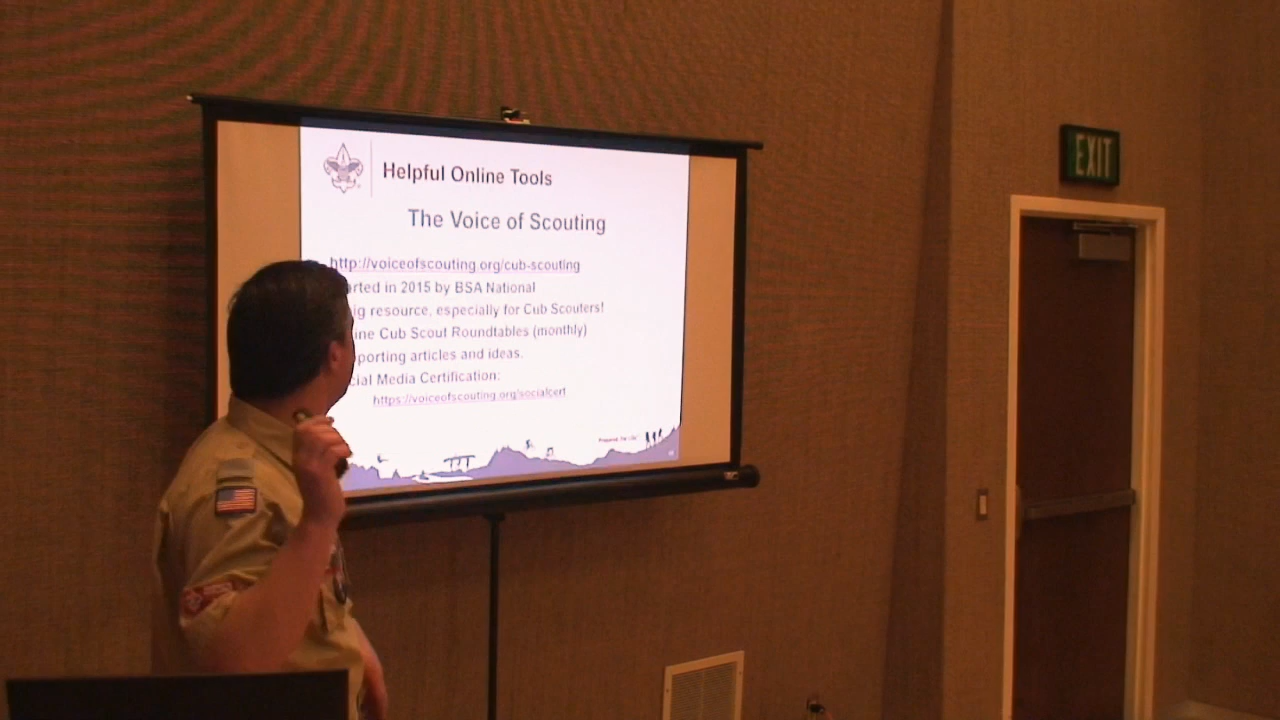 Helpful Online Tools
The Voice of Scouting
http://voiceofscouting.org/cub-scouting
arted in 2015 by BSA National
ig resource, especially for Cub Scouters!
ine Cub Scout Roundtables (monthly)
porting articles and ideas.
cial Media Certification:
https://voiceofscouting.org/socialcert
EXIT